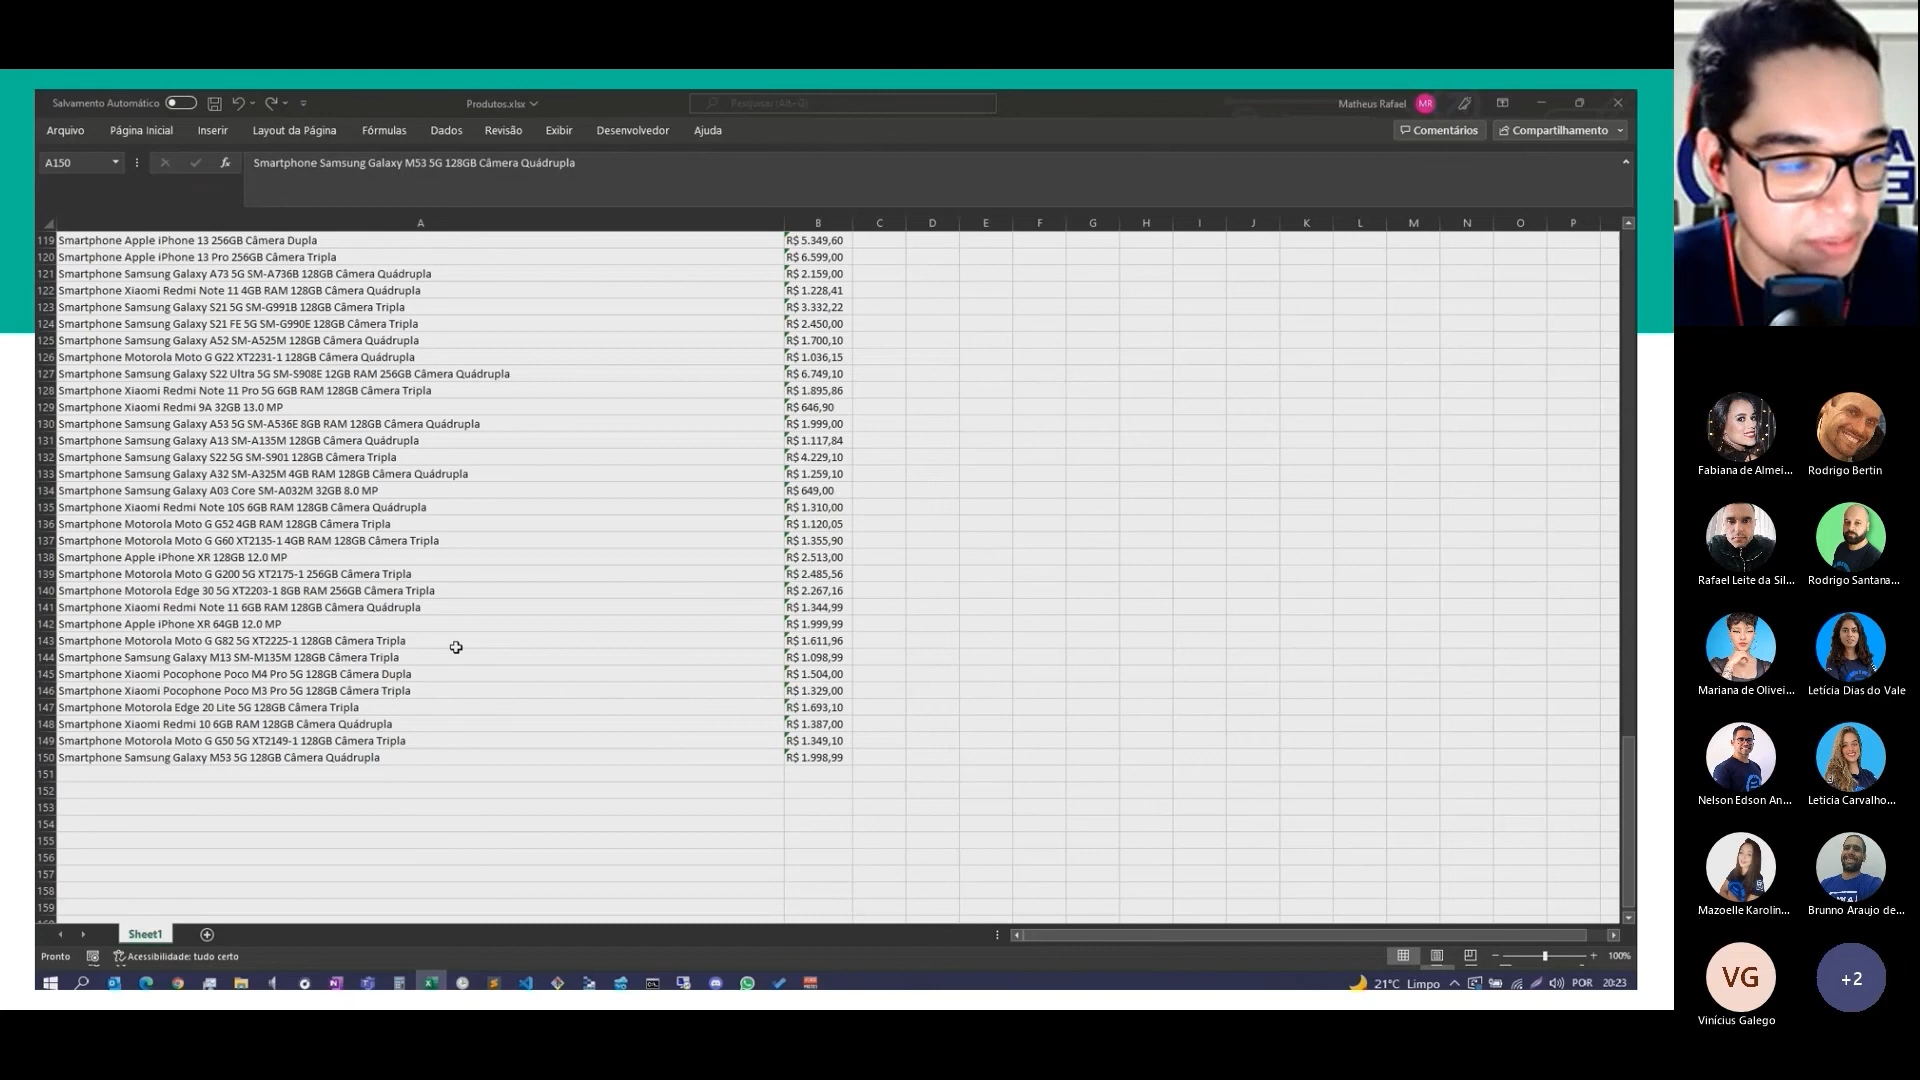 Salvamento Automático
Produtos.xlsx
Pesquisar (Alt+G)
Matheus Rafael
MR
Arquivo
Página Inicial
Inserir
Layout da Página
Fórmulas
Dados
Revisão
Exibir
Desenvolvedor
Ajuda
Comentários
Compartilhamento
A150
fx
Smartphone Samsung Galaxy M53 5G 128GB Câmera Quádrupla
A B C D E F G H I J K L M N O P
119 Smartphone Apple iPhone 13 256GB Câmera Dupla R$ 5.349,60
120 Smartphone Apple iPhone 13 Pro 256GB Câmera Tripla R$ 6.599,00
121 Smartphone Samsung Galaxy A73 5G SM-A736B 128GB Câmera Quádrupla R$ 2.159,00
122 Smartphone Xiaomi Redmi Note 11 4GB RAM 128GB Câmera Quádrupla R$ 1.228,41
123 Smartphone Samsung Galaxy S21 5G SM-G991B 128GB Câmera Tripla R$ 3.332,22
124 Smartphone Samsung Galaxy S21 FE 5G SM-G990E 128GB Câmera Tripla R$ 2.450,00
125 Smartphone Samsung Galaxy A52 SM-A525M 128GB Câmera Quádrupla R$ 1.700,10
126 Smartphone Motorola Moto G G22 XT2231-1 128GB Câmera Quádrupla R$ 1.036,15
127 Smartphone Samsung Galaxy S22 Ultra 5G SM-S908E 12GB RAM 256GB Câmera Quádrupla R$ 6.749,10
128 Smartphone Xiaomi Redmi Note 11 Pro 5G 6GB RAM 128GB Câmera Tripla R$ 1.895,86
129 Smartphone Xiaomi Redmi 9A 32GB 13.0 MP R$ 646,90
130 Smartphone Samsung Galaxy A53 5G SM-A536E 8GB RAM 128GB Câmera Quádrupla R$ 1.999,00
131 Smartphone Samsung Galaxy A13 SM-A135M 128GB Câmera Quádrupla R$ 1.117,84
132 Smartphone Samsung Galaxy S22 5G SM-S901 128GB Câmera Tripla R$ 4.229,10
133 Smartphone Samsung Galaxy A32 SM-A325M 4GB RAM 128GB Câmera Quádrupla R$ 1.259,10
134 Smartphone Samsung Galaxy A03 Core SM-A032M 32GB 8.0 MP R$ 649,00
135 Smartphone Xiaomi Redmi Note 10S 6GB RAM 128GB Câmera Quádrupla R$ 1.310,00
136 Smartphone Motorola Moto G G52 4GB RAM 128GB Câmera Tripla R$ 1.120,05
137 Smartphone Motorola Moto G G60 XT2135-1 4GB RAM 128GB Câmera Tripla R$ 1.355,90
138 Smartphone Apple iPhone XR 128GB 12.0 MP R$ 2.513,00
139 Smartphone Motorola Moto G G200 5G XT2175-1 256GB Câmera Tripla R$ 2.485,56
140 Smartphone Motorola Edge 30 5G XT2203-1 8GB RAM 256GB Câmera Tripla R$ 2.267,16
141 Smartphone Xiaomi Redmi Note 11 6GB RAM 128GB Câmera Quádrupla R$ 1.344,99
142 Smartphone Apple iPhone XR 64GB 12.0 MP R$ 1.999,99
143 Smartphone Motorola Moto G G82 5G XT2225-1 128GB Câmera Tripla R$ 1.611,96
144 Smartphone Samsung Galaxy M13 SM-M135M 128GB Câmera Tripla R$ 1.098,99
145 Smartphone Xiaomi Pocophone Poco M4 Pro 5G 128GB Câmera Dupla R$ 1.504,00
146 Smartphone Xiaomi Pocophone Poco M3 Pro 5G 128GB Câmera Tripla R$ 1.329,00
147 Smartphone Motorola Edge 20 Lite 5G 128GB Câmera Tripla R$ 1.693,10
148 Smartphone Xiaomi Redmi 10 6GB RAM 128GB Câmera Quádrupla R$ 1.387,00
149 Smartphone Motorola Moto G G50 5G XT2149-1 128GB Câmera Tripla R$ 1.349,10
150 Smartphone Samsung Galaxy M53 5G 128GB Câmera Quádrupla R$ 1.998,99
151
152
153
154
155
156
157
158
159
Sheet1
Pronto
Acessibilidade: tudo certo
100%
21°C Limpo
POR
20:23
Fabiana de Almei...
Rodrigo Bertin
Rafael Leite da Sil...
Rodrigo Santana...
Mariana de Olivei...
Letícia Dias do Vale
Nelson Edson An...
Leticia Carvalho...
Mazoelle Karolin...
Brunno Araujo de...
VG
+2
Vinícius Galego